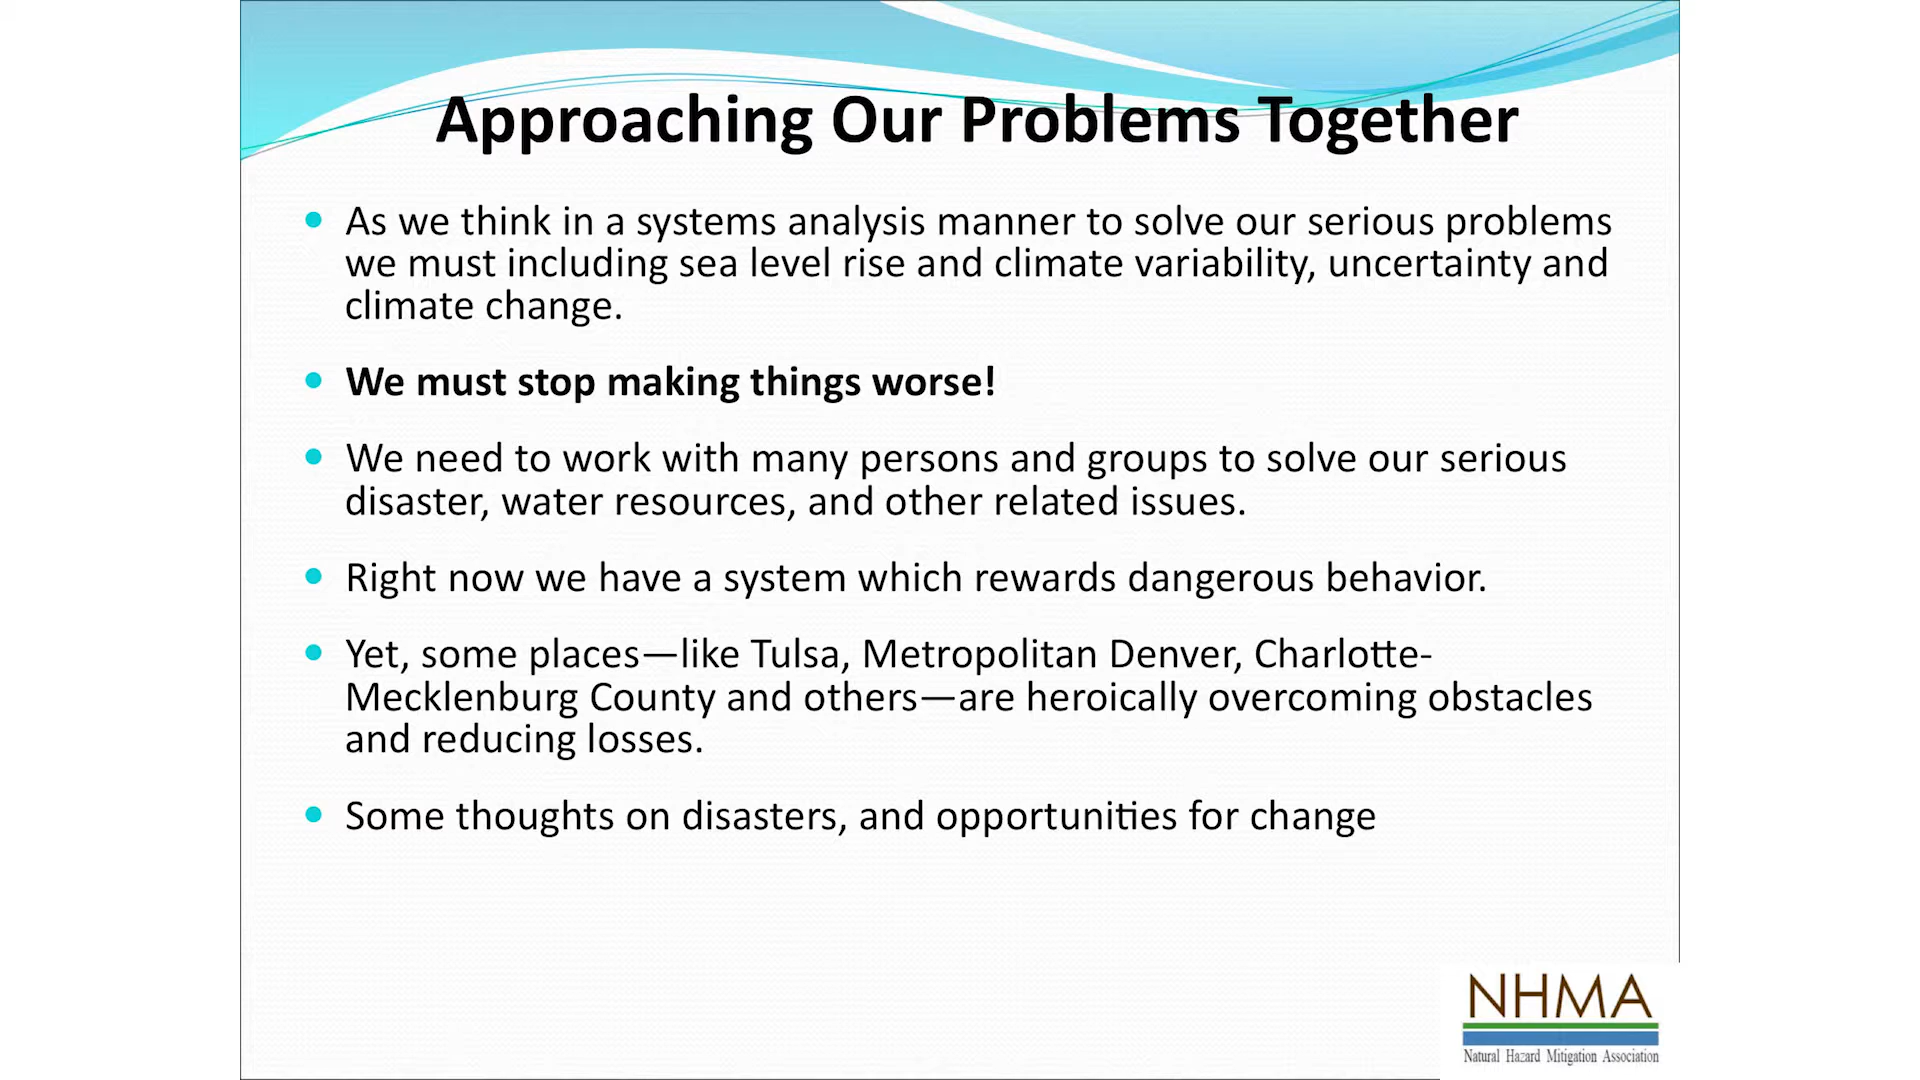 Approaching Our Problems Together
As we think in a systems analysis manner to solve our serious problems
we must including sea level rise and climate variability, uncertainty and
climate change.
We must stop making things worse!
We need to work with many persons and groups to solve our serious
disaster, water resources, and other related issues.
Right now we have a system which rewards dangerous behavior.
Yet, some places—like Tulsa, Metropolitan Denver, Charlotte-
Mecklenburg County and others—are heroically overcoming obstacles
and reducing losses.
Some thoughts on disasters, and opportunities for change
NHMA
Natural Hazard Mitigation Association